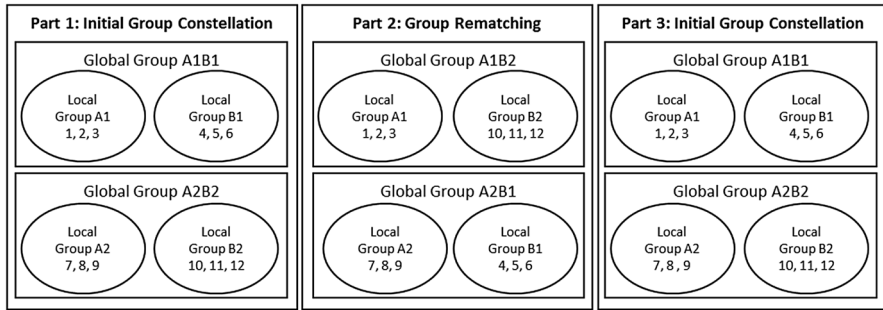 Part 1: Initial Group Constellation
Global Group A1B1
Local
Group A1
1, 2, 3
Local
Group B1
4, 5, 6
Global Group A2B2
Local
Group A2
7, 8, 9
Local
Group B2
10, 11, 12
Part 2: Group Rematching
Global Group A1B2
Local
Group A1
1, 2, 3
Local
Group B2
10, 11, 12
Global Group A2B1
Local
Group A2
7, 8, 9
Local
Group B1
4, 5, 6
Part 3: Initial Group Constellation
Global Group A1B1
Local
Group A1
1, 2, 3
Local
Group B1
4, 5, 6
Global Group A2B2
Local
Group A2
7, 8 , 9
Local
Group B2
10, 11, 12